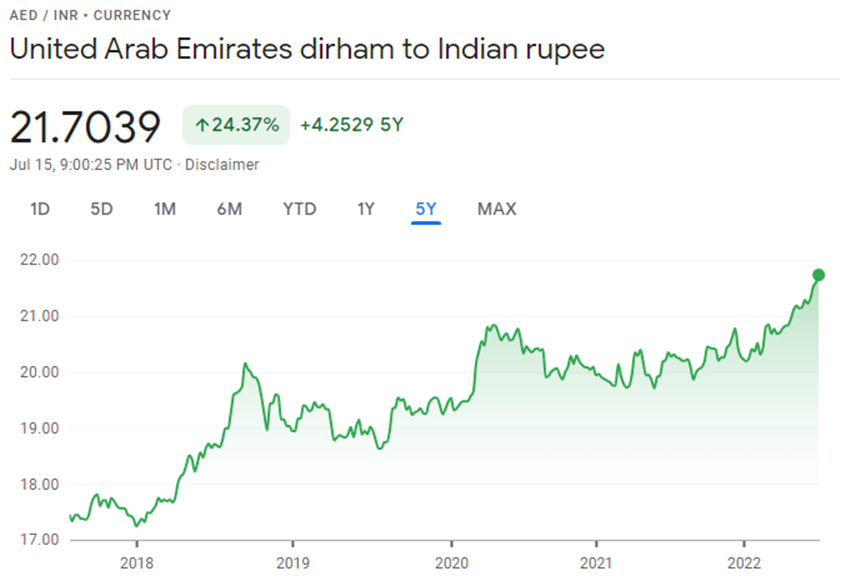 AED / INR • CURRENCY
United Arab Emirates dirham to Indian rupee
21.7039 ↑24.37% +4.2529 5Y
Jul 15, 9:00:25 PM UTC · Disclaimer
1D 5D 1M 6M YTD 1Y 5Y MAX
22.00
21.00
20.00
19.00
18.00
17.00
2018 2019 2020 2021 2022